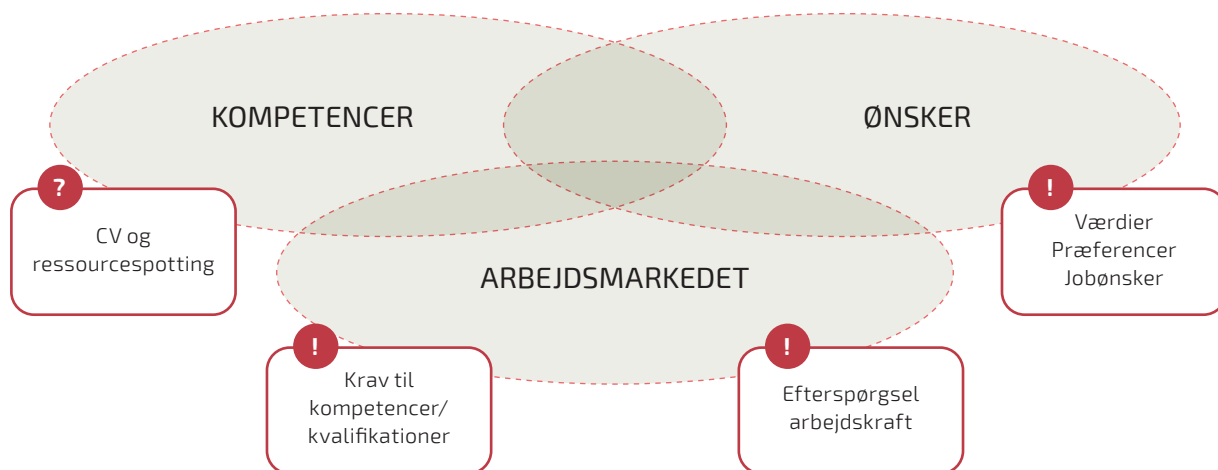 KOMPETENCER
ØNSKER
?
CV og
ressourcespotting
!
Værdier
Præferencer
Jobønsker
ARBEJDSMARKEDET
!
Krav til
kompetencer/
kvalifikationer
!
Efterspørgsel
arbejdskraft